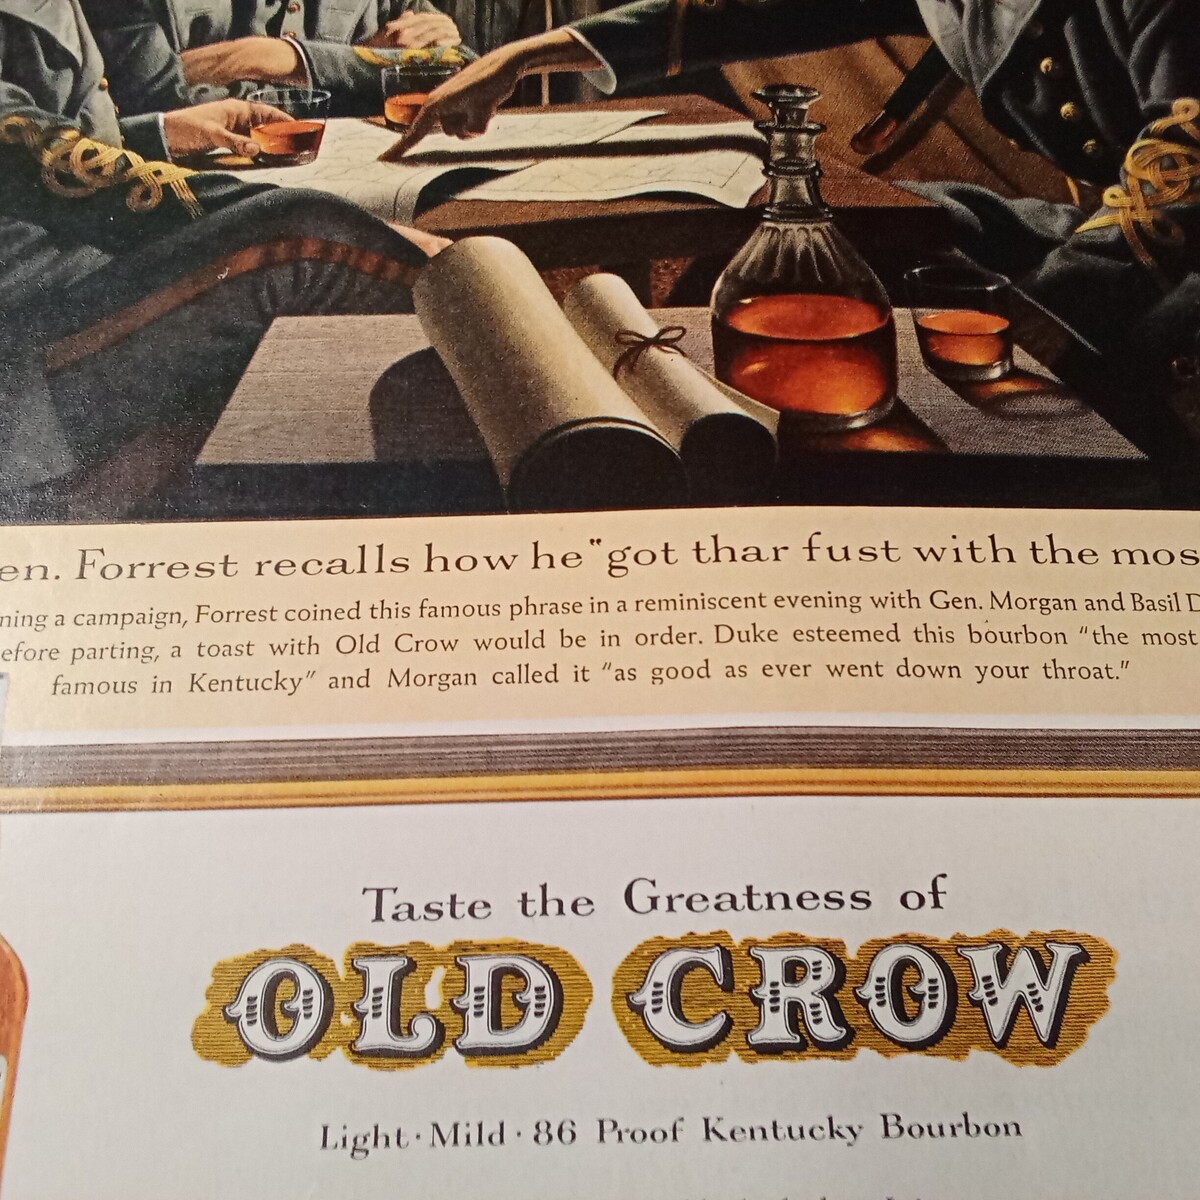 en. Forrest recalls how he "got thar fust with the mos
ning a campaign, Forrest coined this famous phrase in a reminiscent evening with Gen. Morgan and Basil D
efore parting, a toast with Old Crow would be in order. Duke esteemed this bourbon "the most
famous in Kentucky" and Morgan called it "as good as ever went down your throat."
Taste the Greatness of
OLD CROW
Light · Mild · 86 Proof Kentucky Bourbon